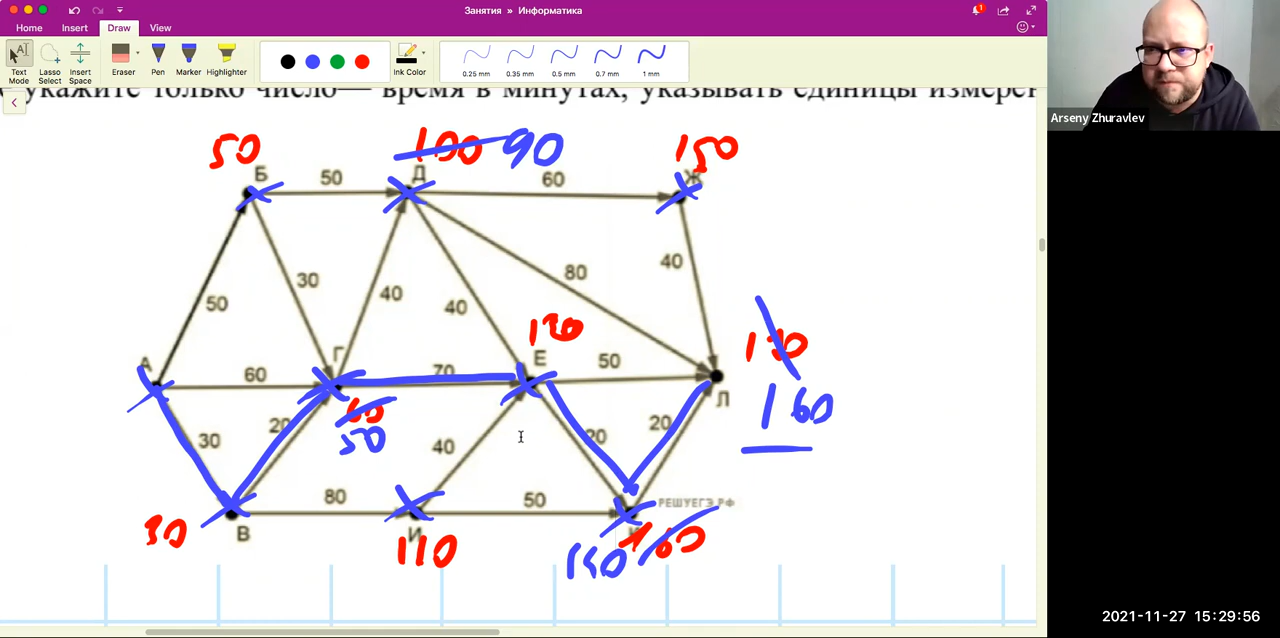 Занятия » Информатика
1
Home Insert Draw View
Text Mode
Lasso Select
Insert Space
Eraser
Pen
Marker
Highlighter
Ink Color
0.25 mm
0.35 mm
0.5 mm
0.7 mm
1 mm
укажите только число— время в минутах, указывать единицы измерен
Arseny Zhuravlev
50 100 90 150
Б 50 Д 60 Ж
30 40 40 80 40
50
120
А 60 Г 70 Е 50 Л
60
50
160
30 20 40 20 20
80 50 РЕШУЕГЭ.РФ
В И
30 110 140 160
2021-11-27 15:29:56